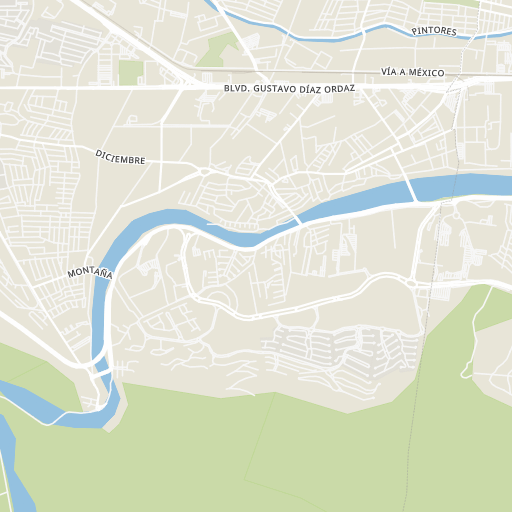 PINTORES
VÍA A MÉXICO
BLVD. GUSTAVO DÍAZ ORDAZ
DICIEMBRE
MONTAÑA